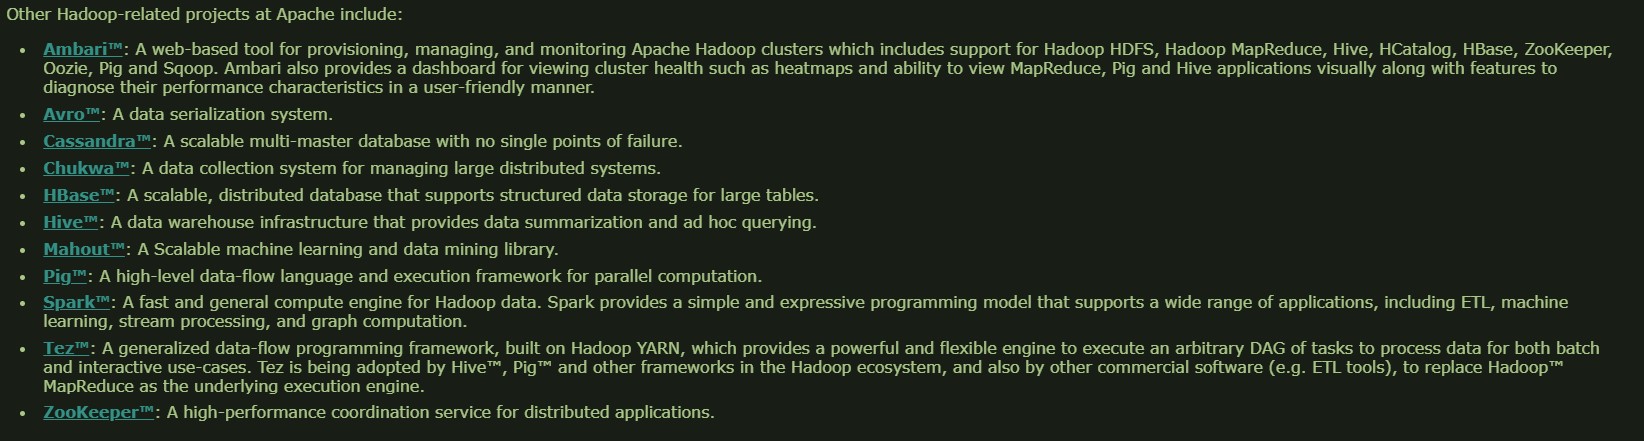 Other Hadoop-related projects at Apache include:
• Ambari™: A web-based tool for provisioning, managing, and monitoring Apache Hadoop clusters which includes support for Hadoop HDFS, Hadoop MapReduce, Hive, HCatalog, HBase, ZooKeeper,
Oozie, Pig and Sqoop. Ambari also provides a dashboard for viewing cluster health such as heatmaps and ability to view MapReduce, Pig and Hive applications visually along with features to
diagnose their performance characteristics in a user-friendly manner.
• Avro™: A data serialization system.
• Cassandra™: A scalable multi-master database with no single points of failure.
• Chukwa™: A data collection system for managing large distributed systems.
• HBase™: A scalable, distributed database that supports structured data storage for large tables.
• Hive™: A data warehouse infrastructure that provides data summarization and ad hoc querying.
• Mahout™: A Scalable machine learning and data mining library.
• Pig™: A high-level data-flow language and execution framework for parallel computation.
• Spark™: A fast and general compute engine for Hadoop data. Spark provides a simple and expressive programming model that supports a wide range of applications, including ETL, machine
learning, stream processing, and graph computation.
• Tez™: A generalized data-flow programming framework, built on Hadoop YARN, which provides a powerful and flexible engine to execute an arbitrary DAG of tasks to process data for both batch
and interactive use-cases. Tez is being adopted by Hive™, Pig™ and other frameworks in the Hadoop ecosystem, and also by other commercial software (e.g. ETL tools), to replace Hadoop™
MapReduce as the underlying execution engine.
• ZooKeeper™: A high-performance coordination service for distributed applications.